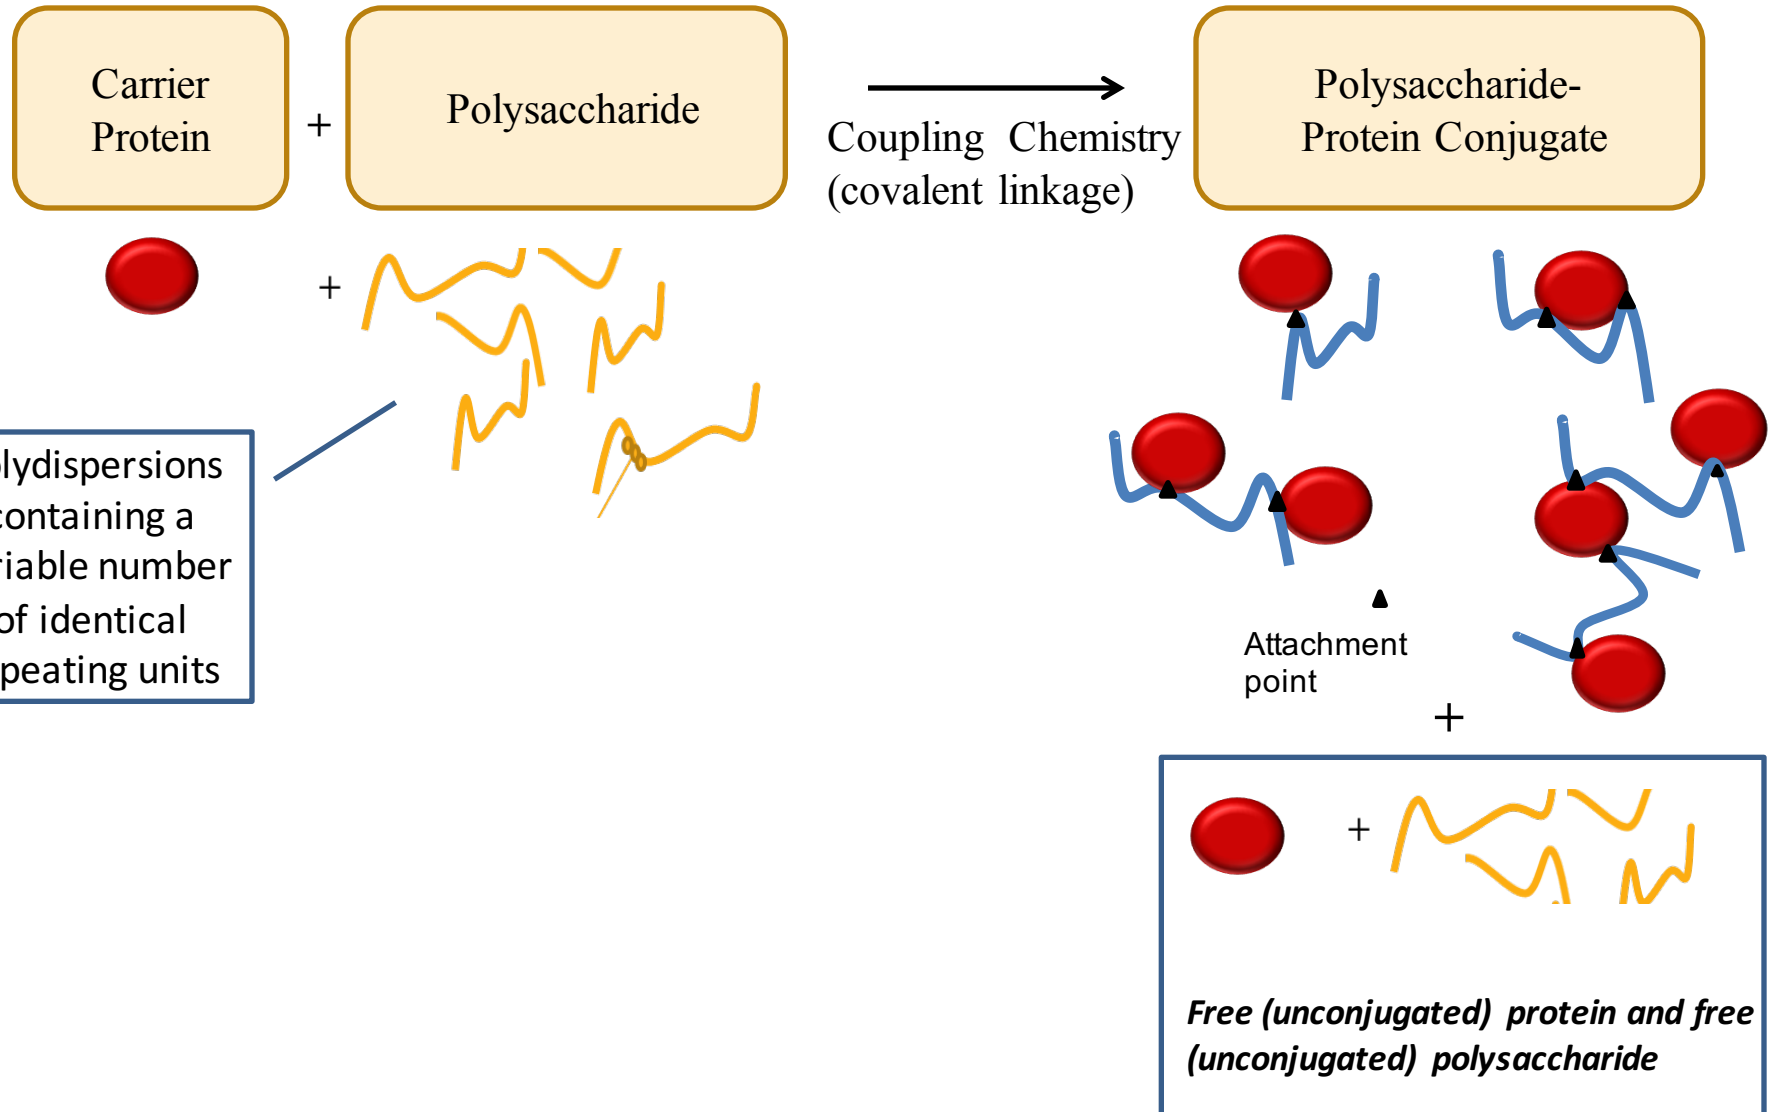 Carrier
Protein
+
Polysaccharide
Coupling Chemistry
(covalent linkage)
Polysaccharide-
Protein Conjugate
+
lydispersions
containing a
riable number
of identical
peating units
Attachment
point
+
+
Free (unconjugated) protein and free
(unconjugated) polysaccharide